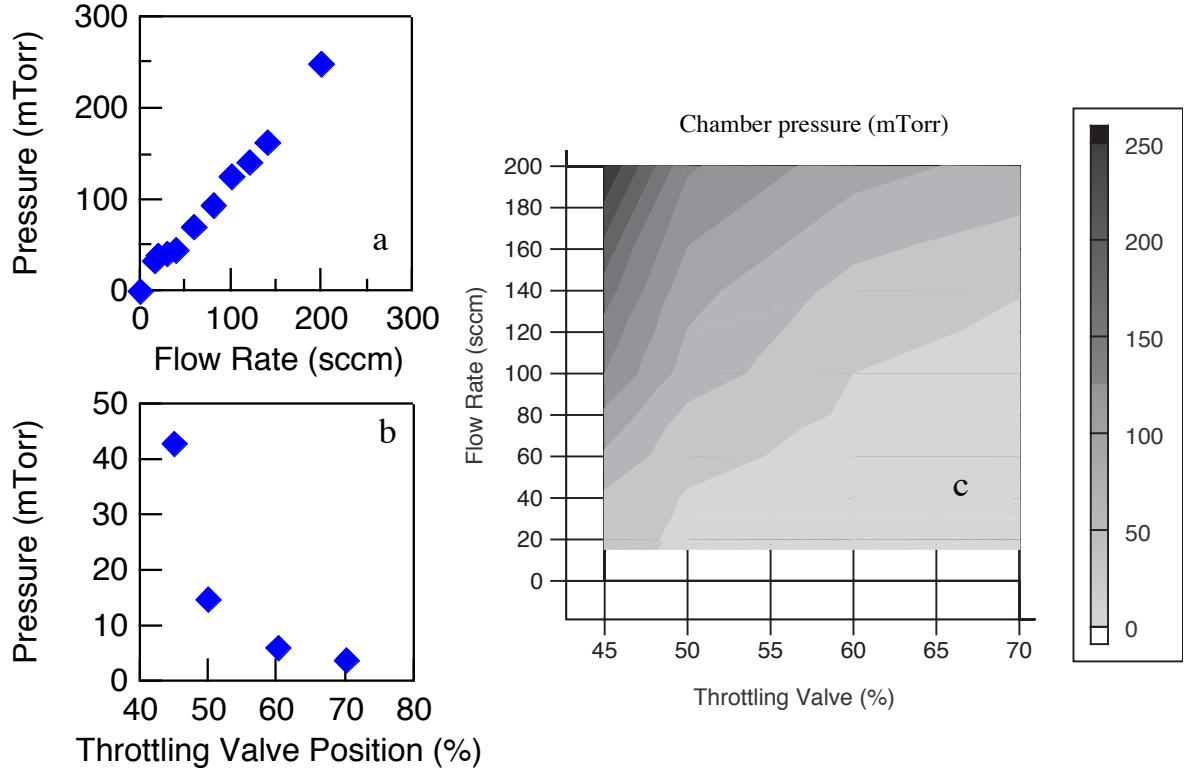 300
200
100
0
Pressure (mTorr)
a
0 100 200 300
Flow Rate (sccm)
50
40
30
20
10
0
Pressure (mTorr)
b
40 50 60 70 80
Throttling Valve Position (%)
Chamber pressure (mTorr)
200
180
160
140
120
100
80
60
40
20
0
Flow Rate (sccm)
c
45 50 55 60 65 70
Throttling Valve (%)
250
200
150
100
50
0